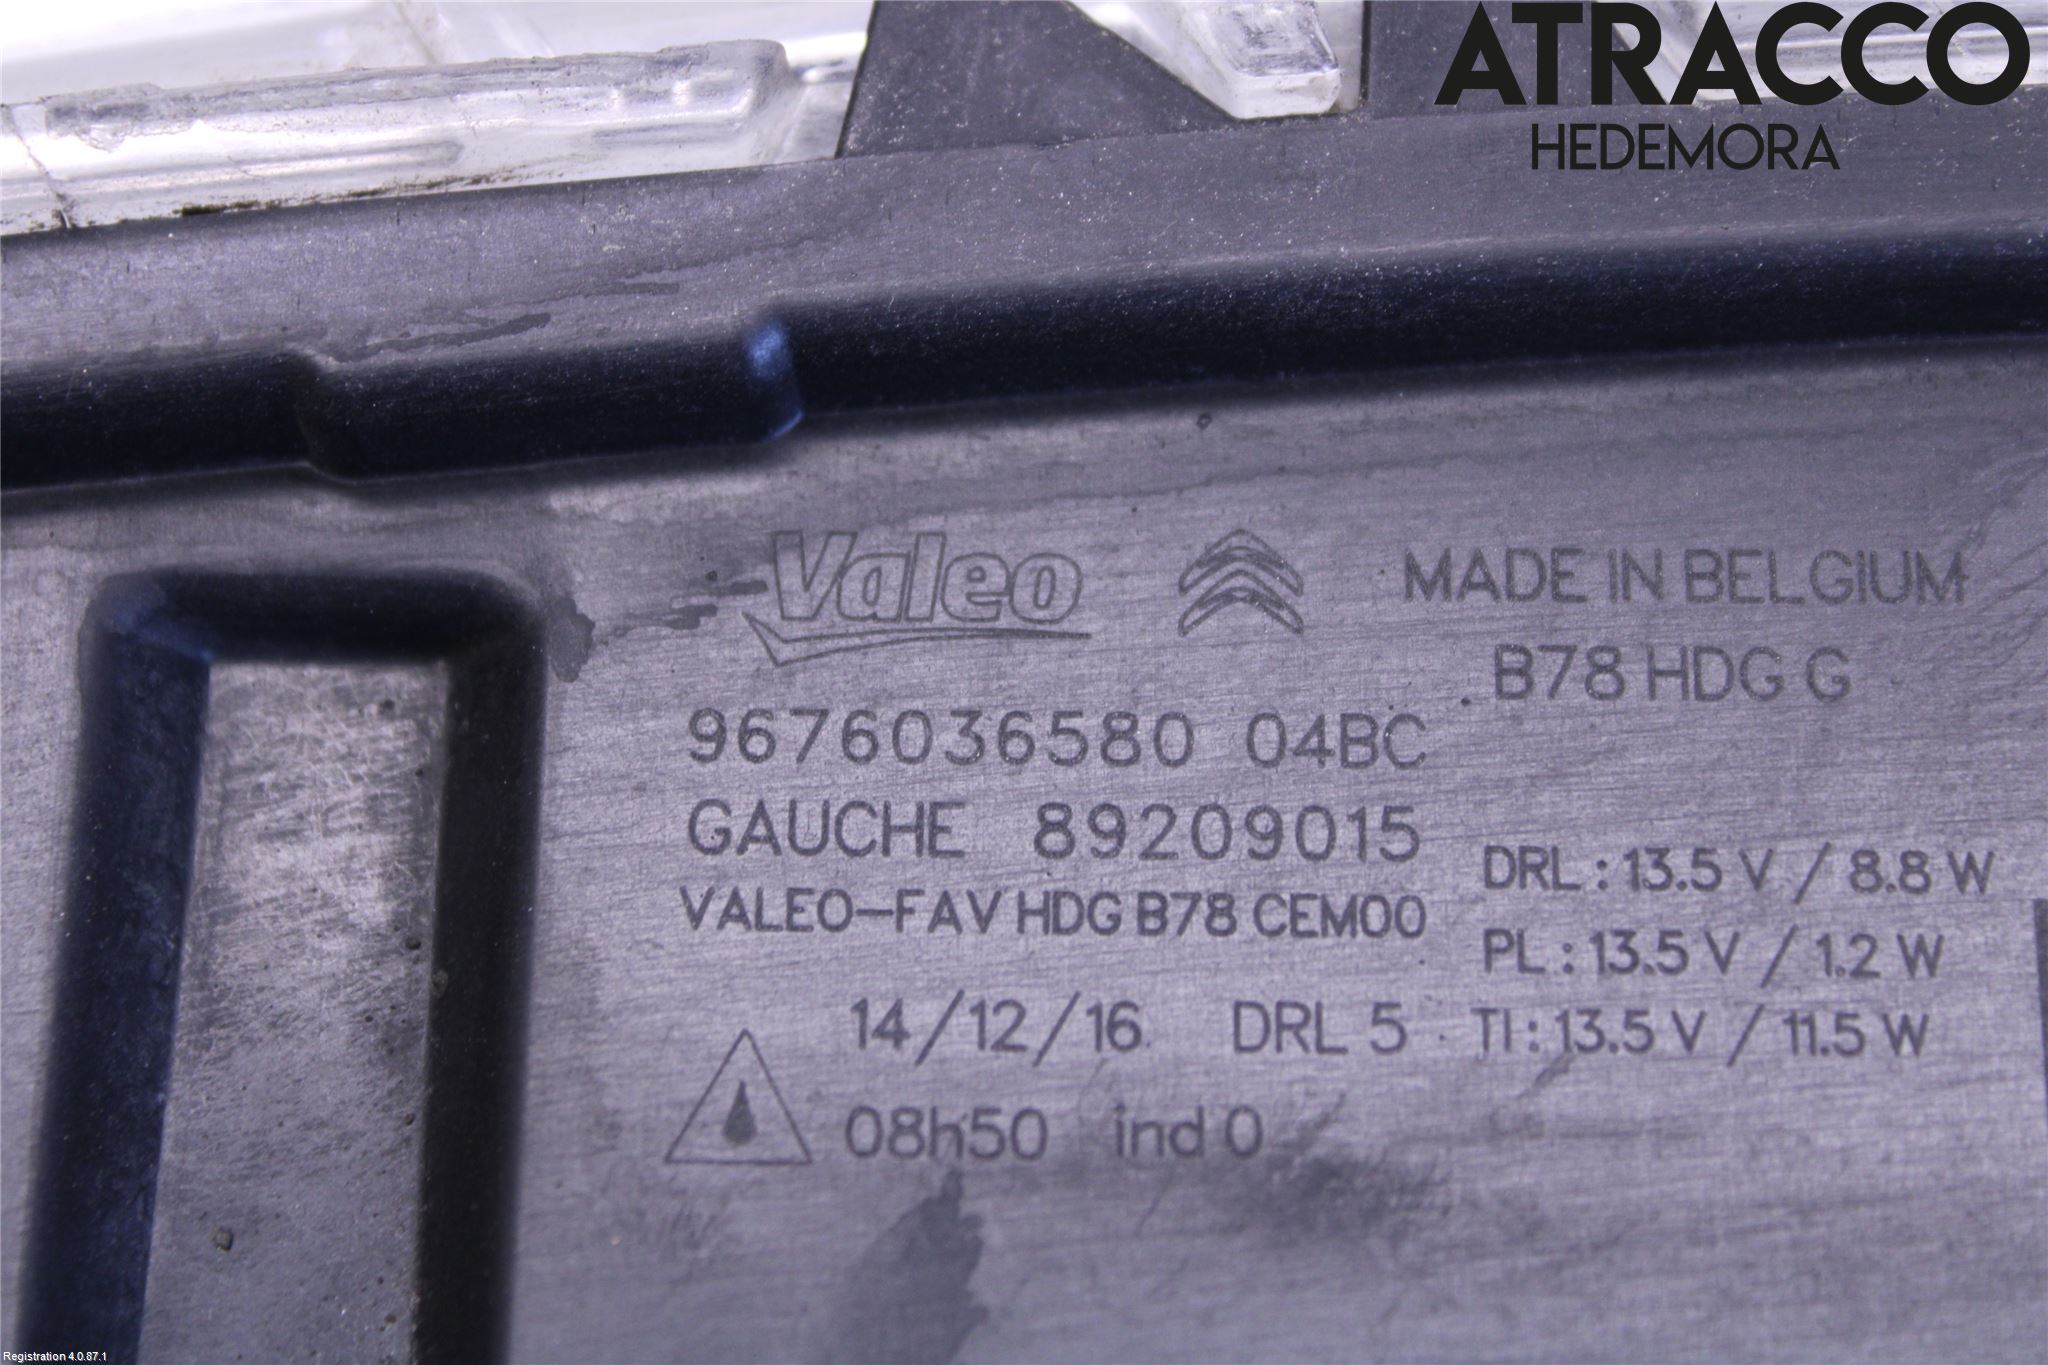 ATRACCO
HEDEMORA
Valeo
MADE IN BELGIUM
B78 HDG G
9676036580 04BC
GAUCHE 89209015
VALEO-FAV HDG B78 CEM00
DRL : 13.5 V / 8.8 W
PL : 13.5 V / 1.2 W
14/12/16 DRL 5
TI : 13.5 V / 11.5 W
08h50 ind 0
Registration 4.0.87.1